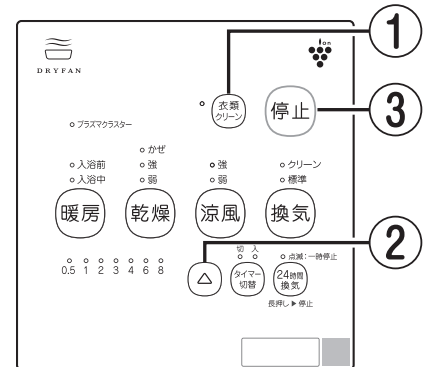 ion
DRYFAN
① 
衣類
クリーン
停止
③
プラズマクラスター
かぜ
入浴前 強 強 クリーン
入浴中 弱 弱 標準
暖房 乾燥 涼風 換気
②
切 入 点滅:一時停止
0.5 1 2 3 4 6 8
△
タイマー
切替
24時間
換気
長押し▶停止